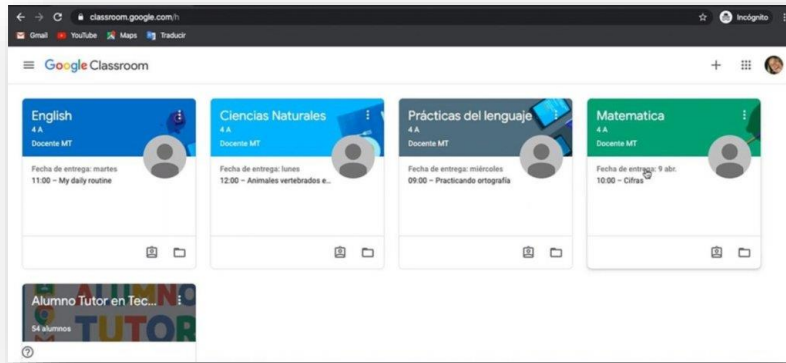 classroom.google.com/h
Incógnito
Gmail
YouTube
Maps
Traducir
Google Classroom
English
4 A
Docente MT
Fecha de entrega: martes
11:00 – My daily routine
Ciencias Naturales
4 A
Docente MT
Fecha de entrega: lunes
12:00 – Animales vertebrados e...
Prácticas del lenguaje
4 A
Docente MT
Fecha de entrega: miércoles
09:00 – Practicando ortografía
Matematica
4 A
Docente MT
Fecha de entrega: 9 abr.
10:00 – Cifras
Alumno Tutor en Tec...
54 alumnos
ALUMNO
TUTOR